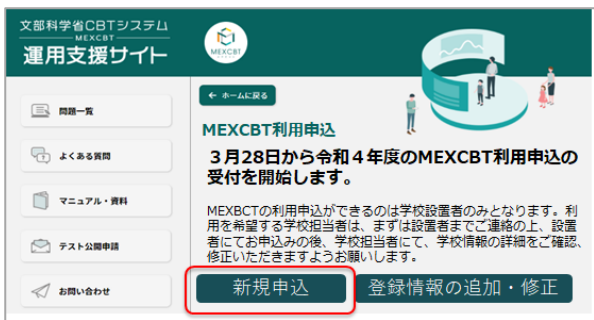 文部科学省CBTシステム
MEXCBT
運用支援サイト
MEXCBT
問題一覧
よくある質問
マニュアル・資料
テスト公開申請
お問い合わせ
← ホームに戻る
MEXCBT利用申込
３月28日から令和４年度のMEXCBT利用申込の
受付を開始します。
MEXBCTの利用申込ができるのは学校設置者のみとなります。利
用を希望する学校担当者は、まずは設置者までご連絡の上、設置
者にてお申込みの後、学校担当者にて、学校情報の詳細をご確認、
修正いただきますようお願いします。
新規申込
登録情報の追加・修正